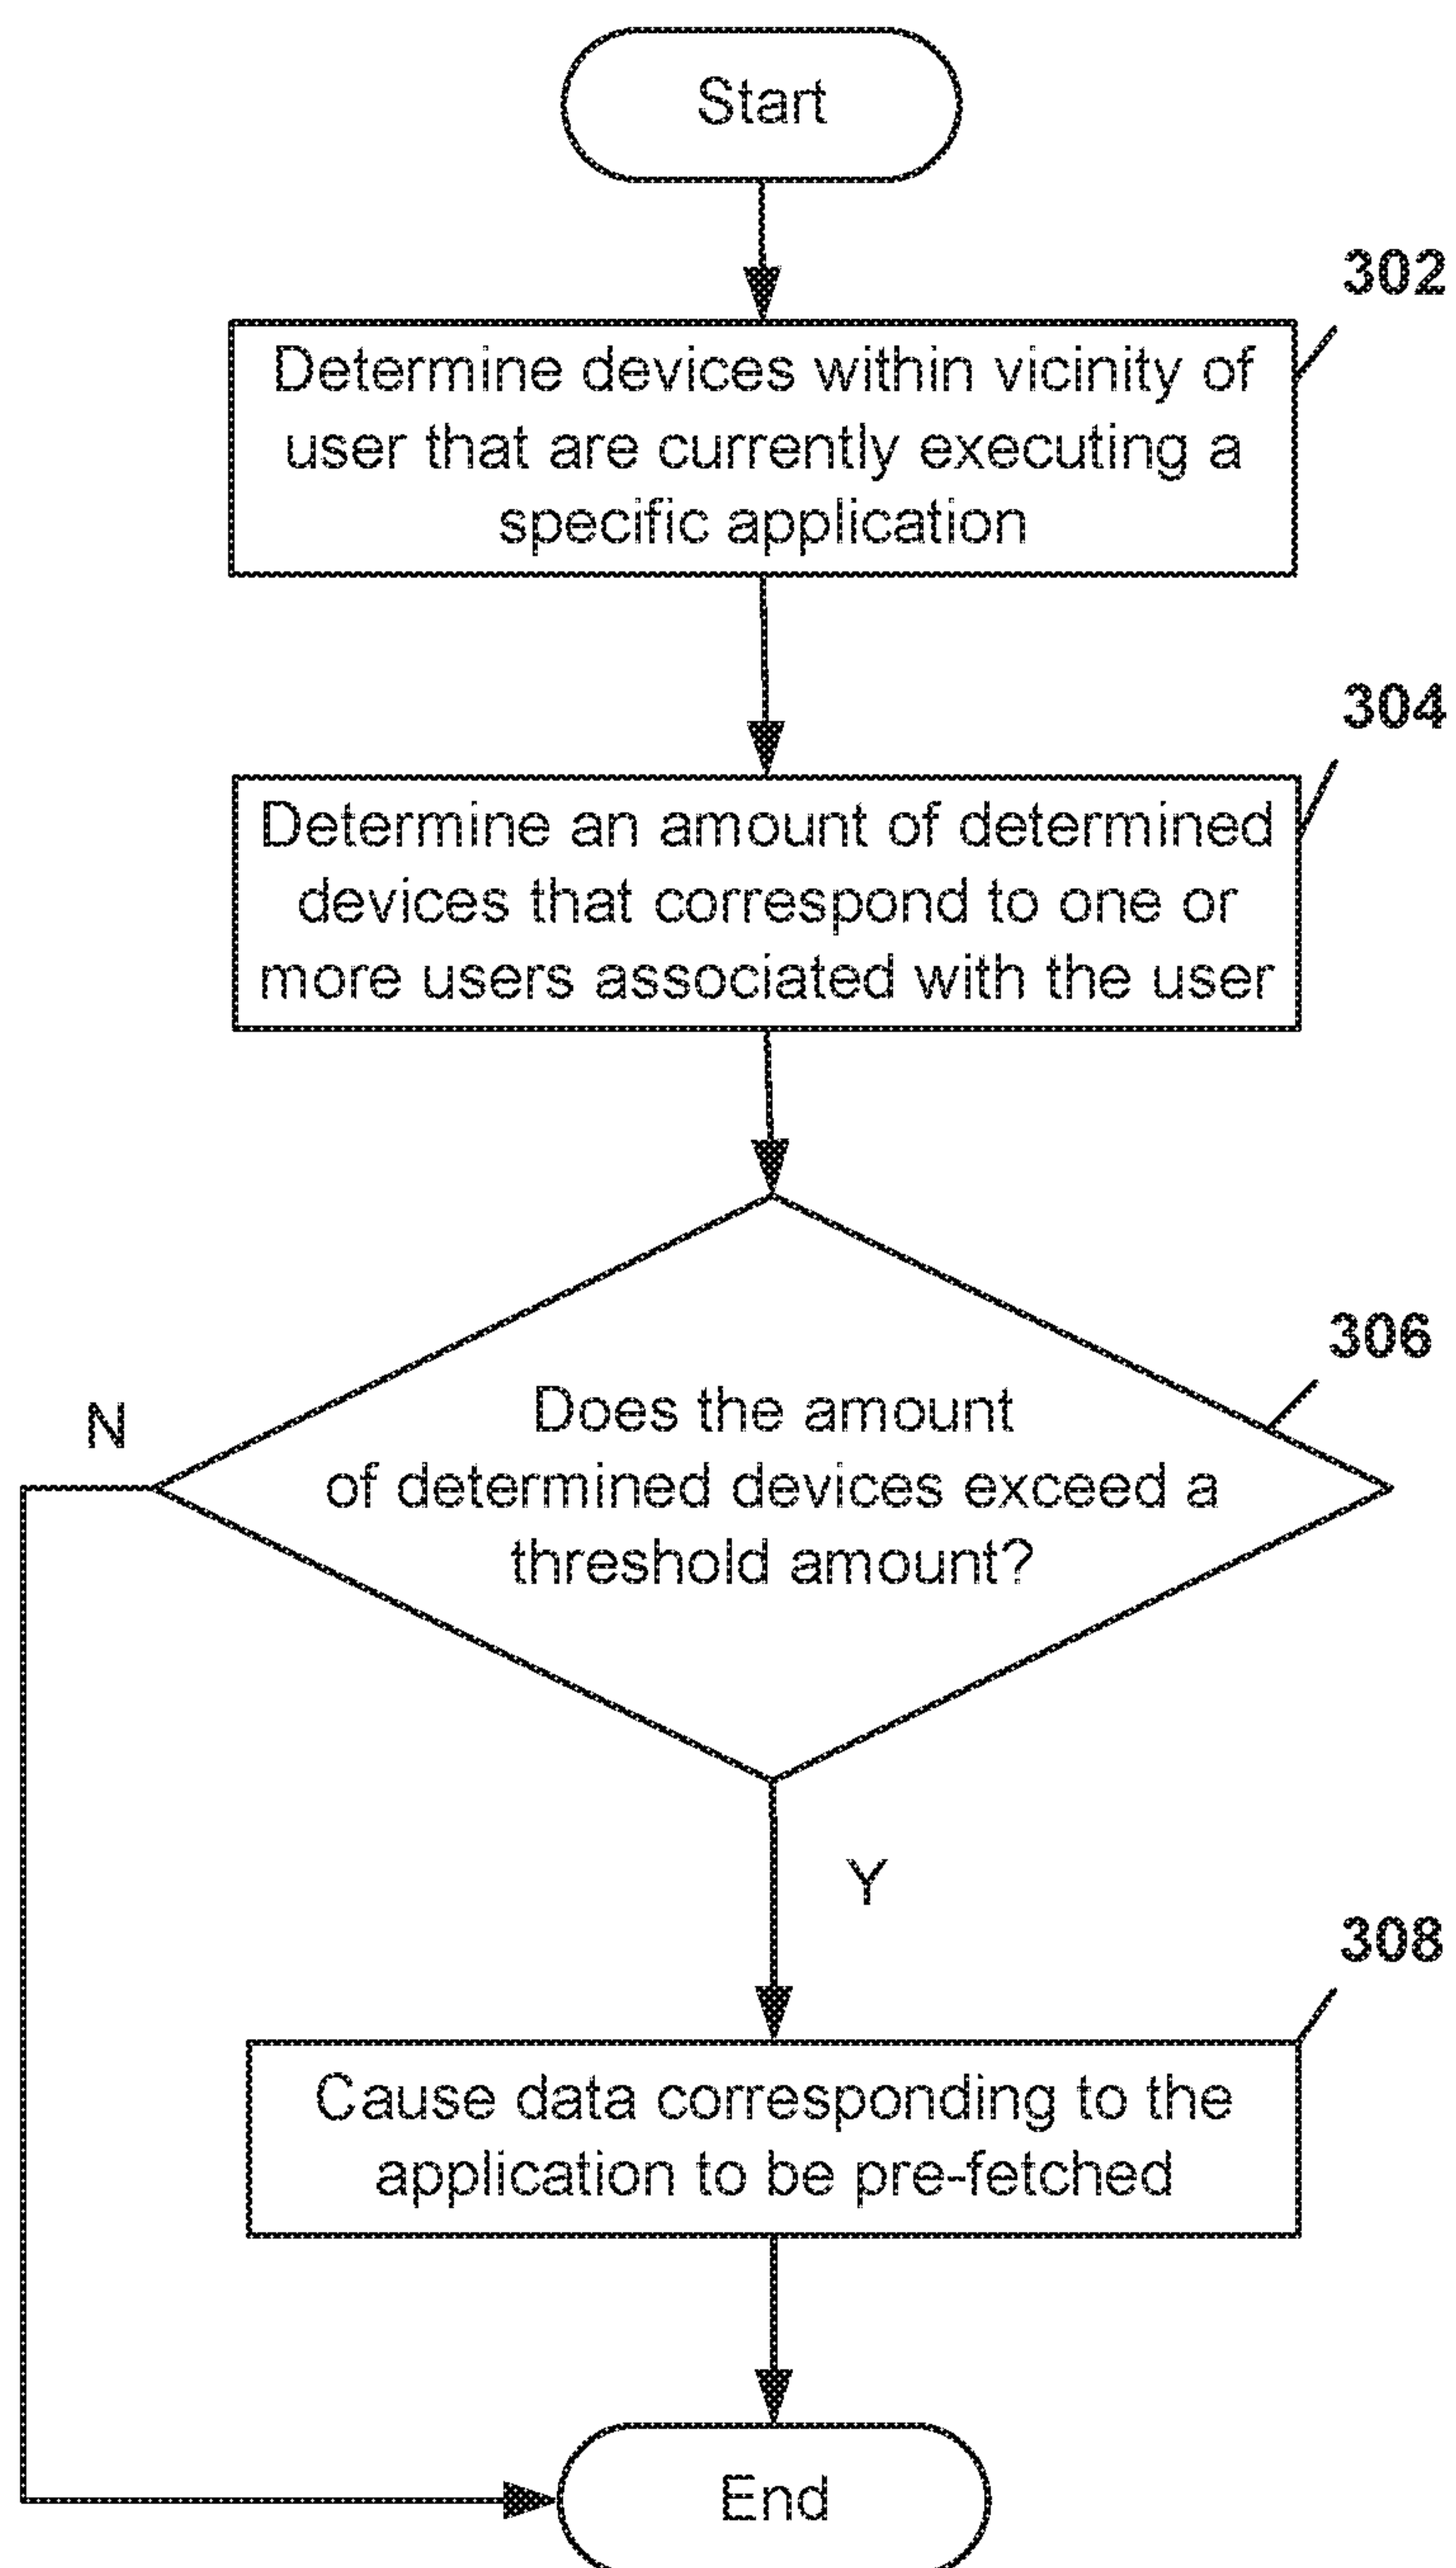 Start
302
Determine devices within vicinity of
user that are currently executing a
specific application
304
Determine an amount of determined
devices that correspond to one or
more users associated with the user
306
N
Does the amount
of determined devices exceed a
threshold amount?
Y
308
Cause data corresponding to the
application to be pre-fetched
End